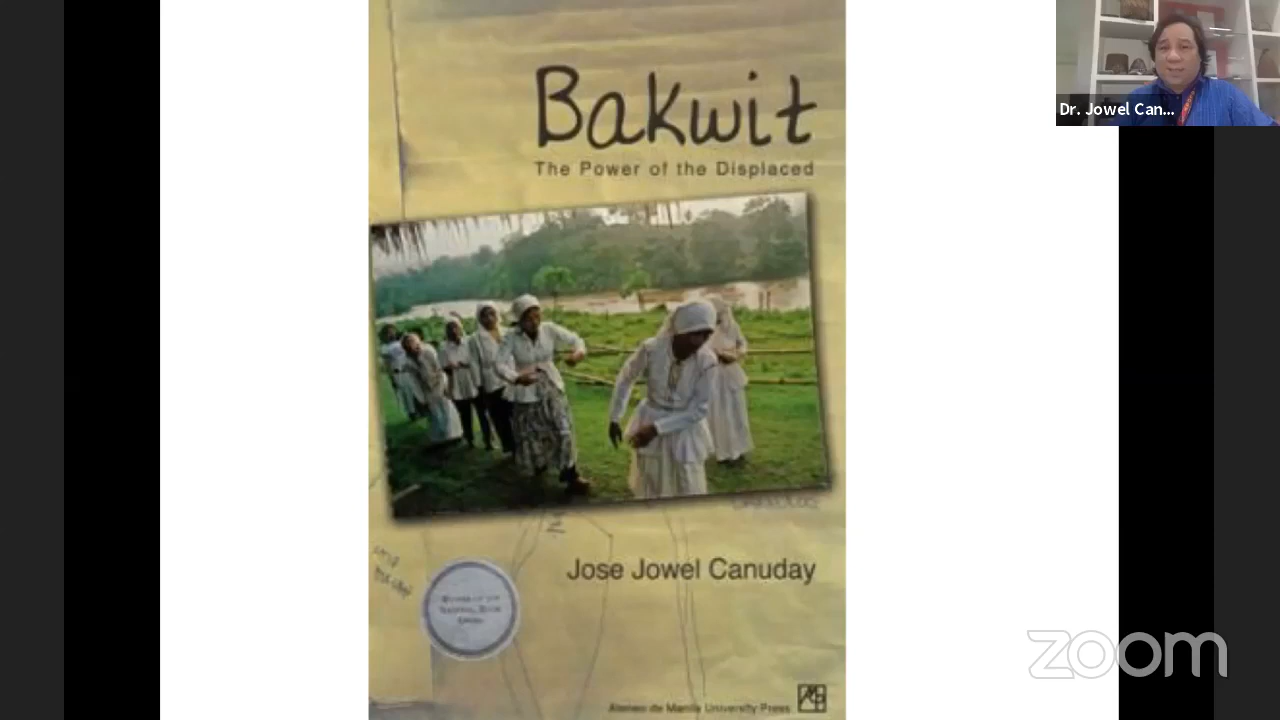 Bakwit
The Power of the Displaced
Jose Jowel Canuday
Ateneo de Manila University Press
Dr. Jowel Can...
zoom